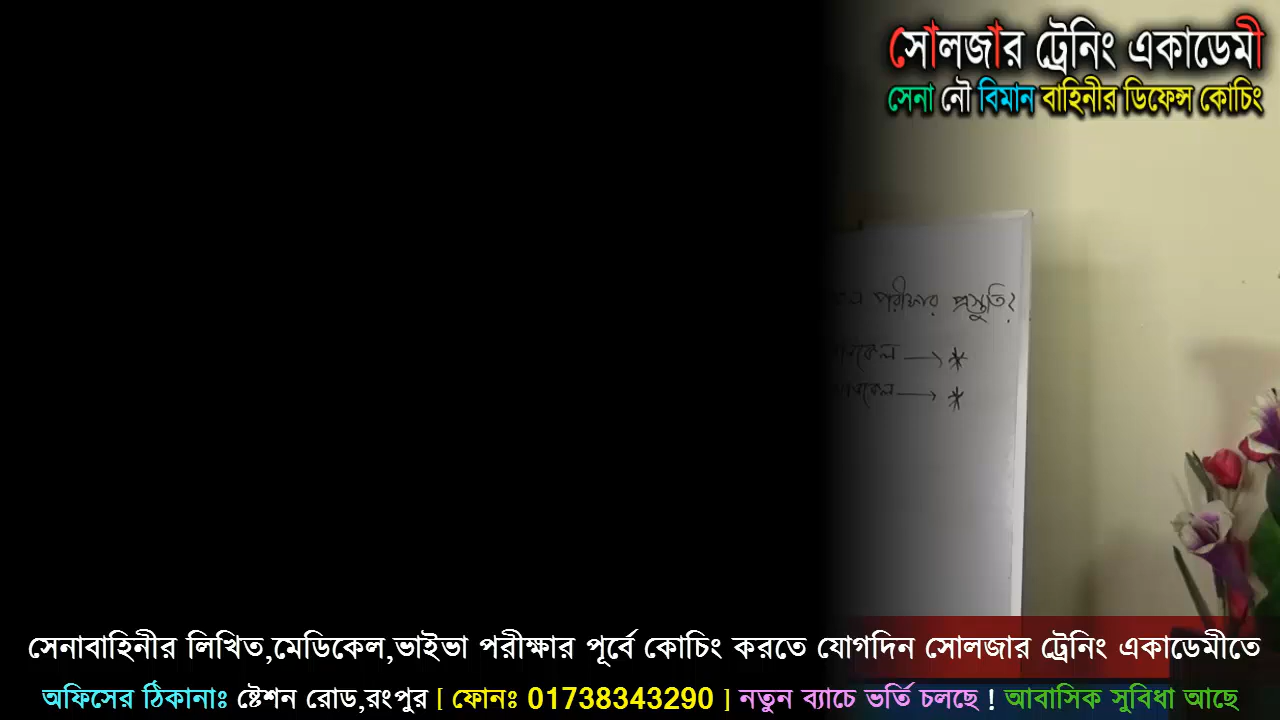 সোলজার ট্রেনিং একাডেমী
সেনা নৌ বিমান বাহিনীর ডিফেন্স কোচিং
পরীক্ষার প্রস্তুতি?
সেনাবাহিনীর লিখিত,মেডিকেল,ভাইভা পরীক্ষার পূর্বে কোচিং করতে যোগদিন সোলজার ট্রেনিং একাডেমীতে
অফিসের ঠিকানাঃ ষ্টেশন রোড,রংপুর [ ফোনঃ 01738343290 ] নতুন ব্যাচে ভর্তি চলছে ! আবাসিক সুবিধা আছে